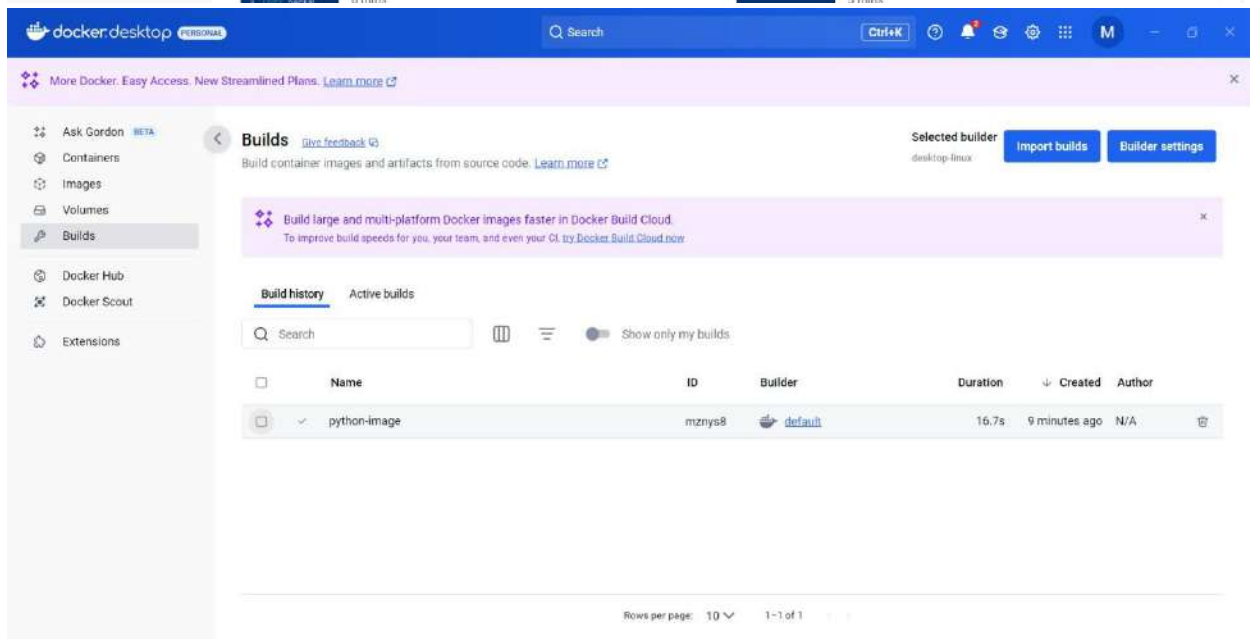 docker.desktop PERSONAL
Search
Ctrl+K
M
More Docker. Easy Access. New Streamlined Plans. Learn more
Ask Gordon BETA
Containers
Images
Volumes
Builds
Docker Hub
Docker Scout
Extensions
Builds Give feedback
Build container images and artifacts from source code. Learn more
Selected builder
desktop-linux
Import builds
Builder settings
Build large and multi-platform Docker images faster in Docker Build Cloud.
To improve build speeds for you, your team, and even your CI, try Docker Build Cloud now
Build history Active builds
Search
Show only my builds
Name ID Builder Duration Created Author
python-image mznys8 default 16.7s 9 minutes ago N/A
Rows per page: 10 1–1 of 1